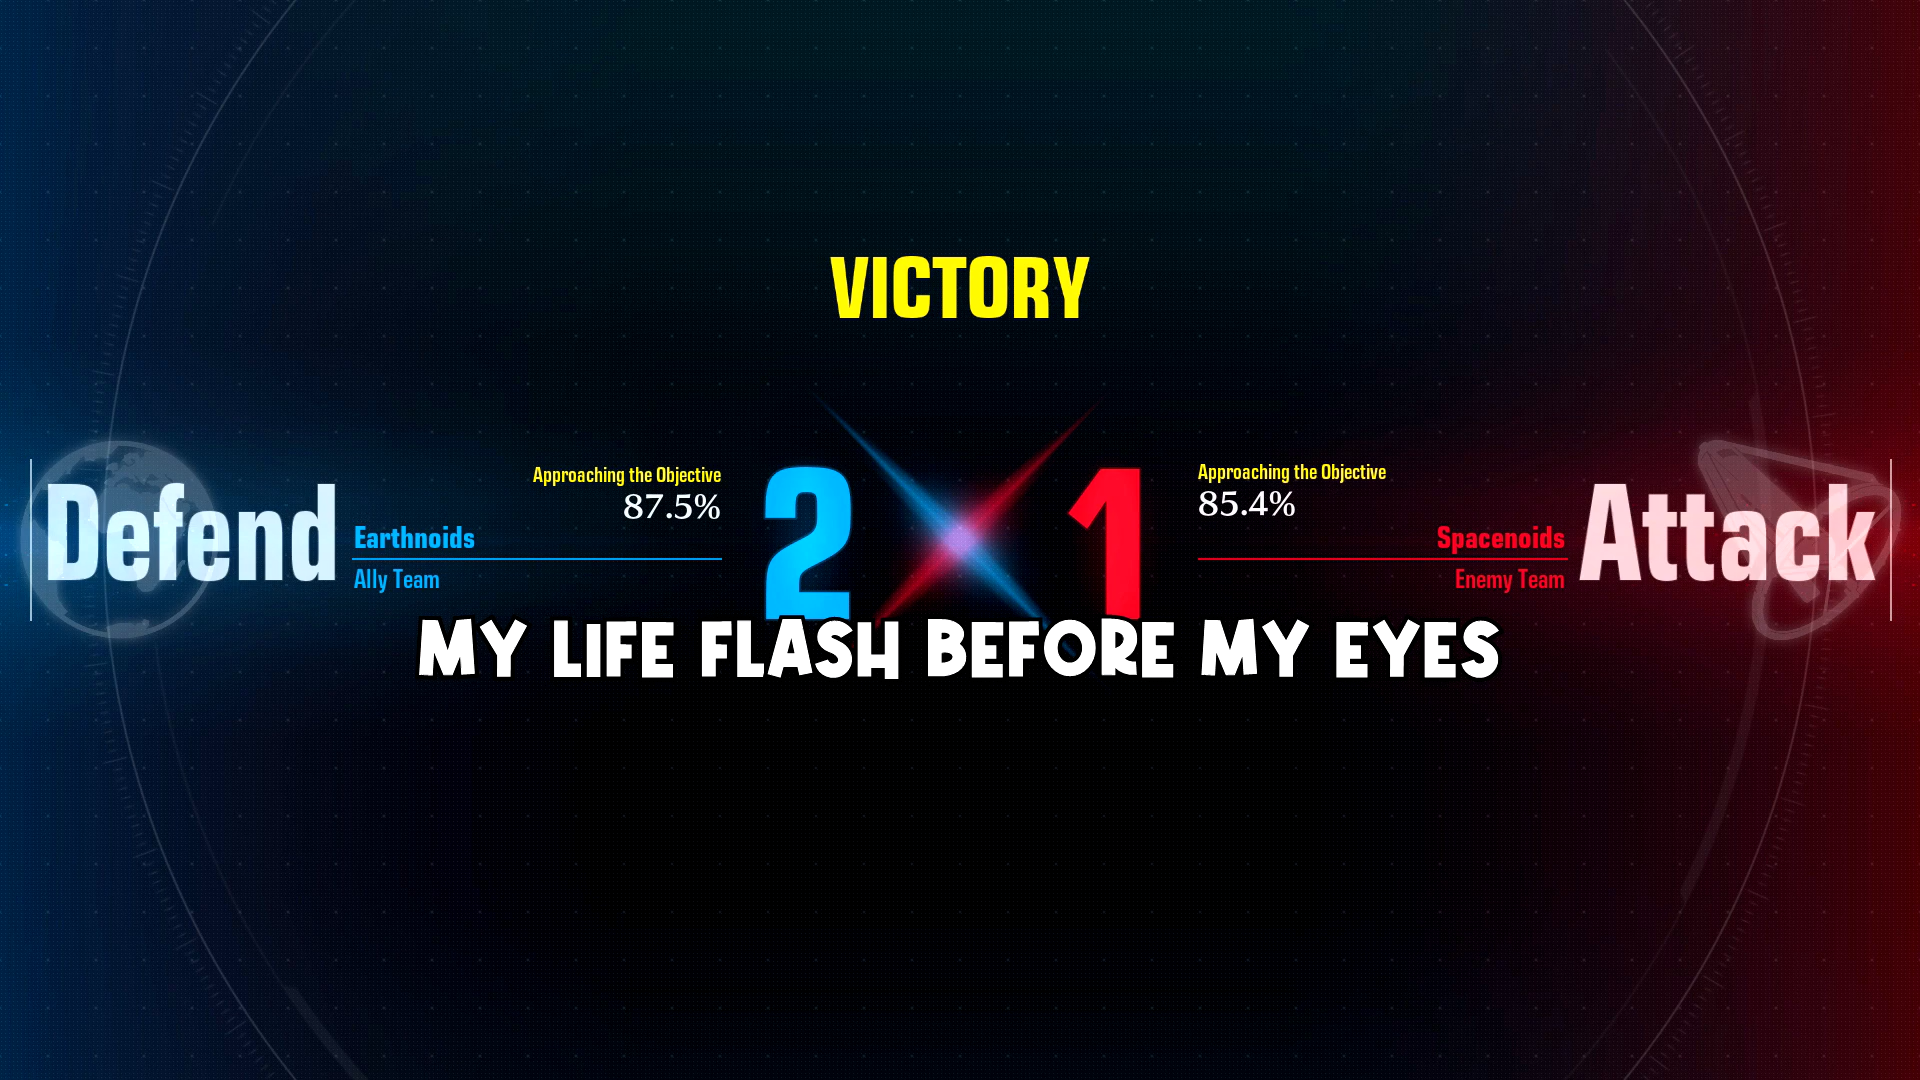 VICTORY
Defend
Earthnoids
Ally Team
Approaching the Objective
87.5%
2
1
Approaching the Objective
85.4%
Spacenoids
Enemy Team
Attack
MY LIFE FLASH BEFORE MY EYES